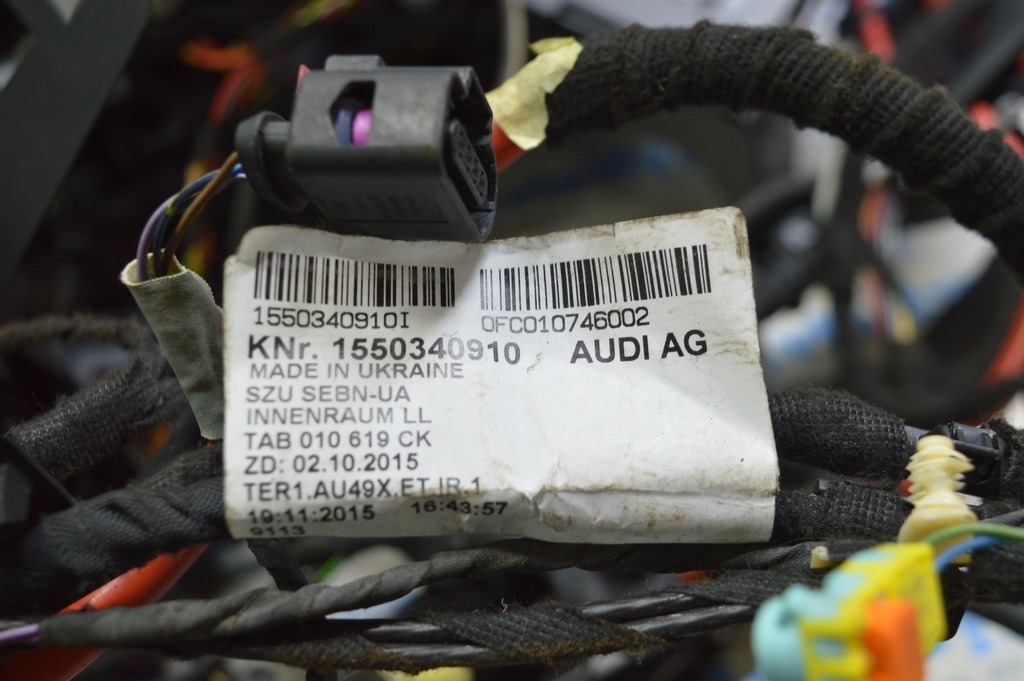 1550340910I 0FC010746002
KNr. 1550340910 AUDI AG
MADE IN UKRAINE
SZU SEBN-UA
INNENRAUM LL
TAB 010 619 CK
ZD: 02.10.2015
TER1.AU49X.ET.IR.1
19:11:2015 16:43:57
9113